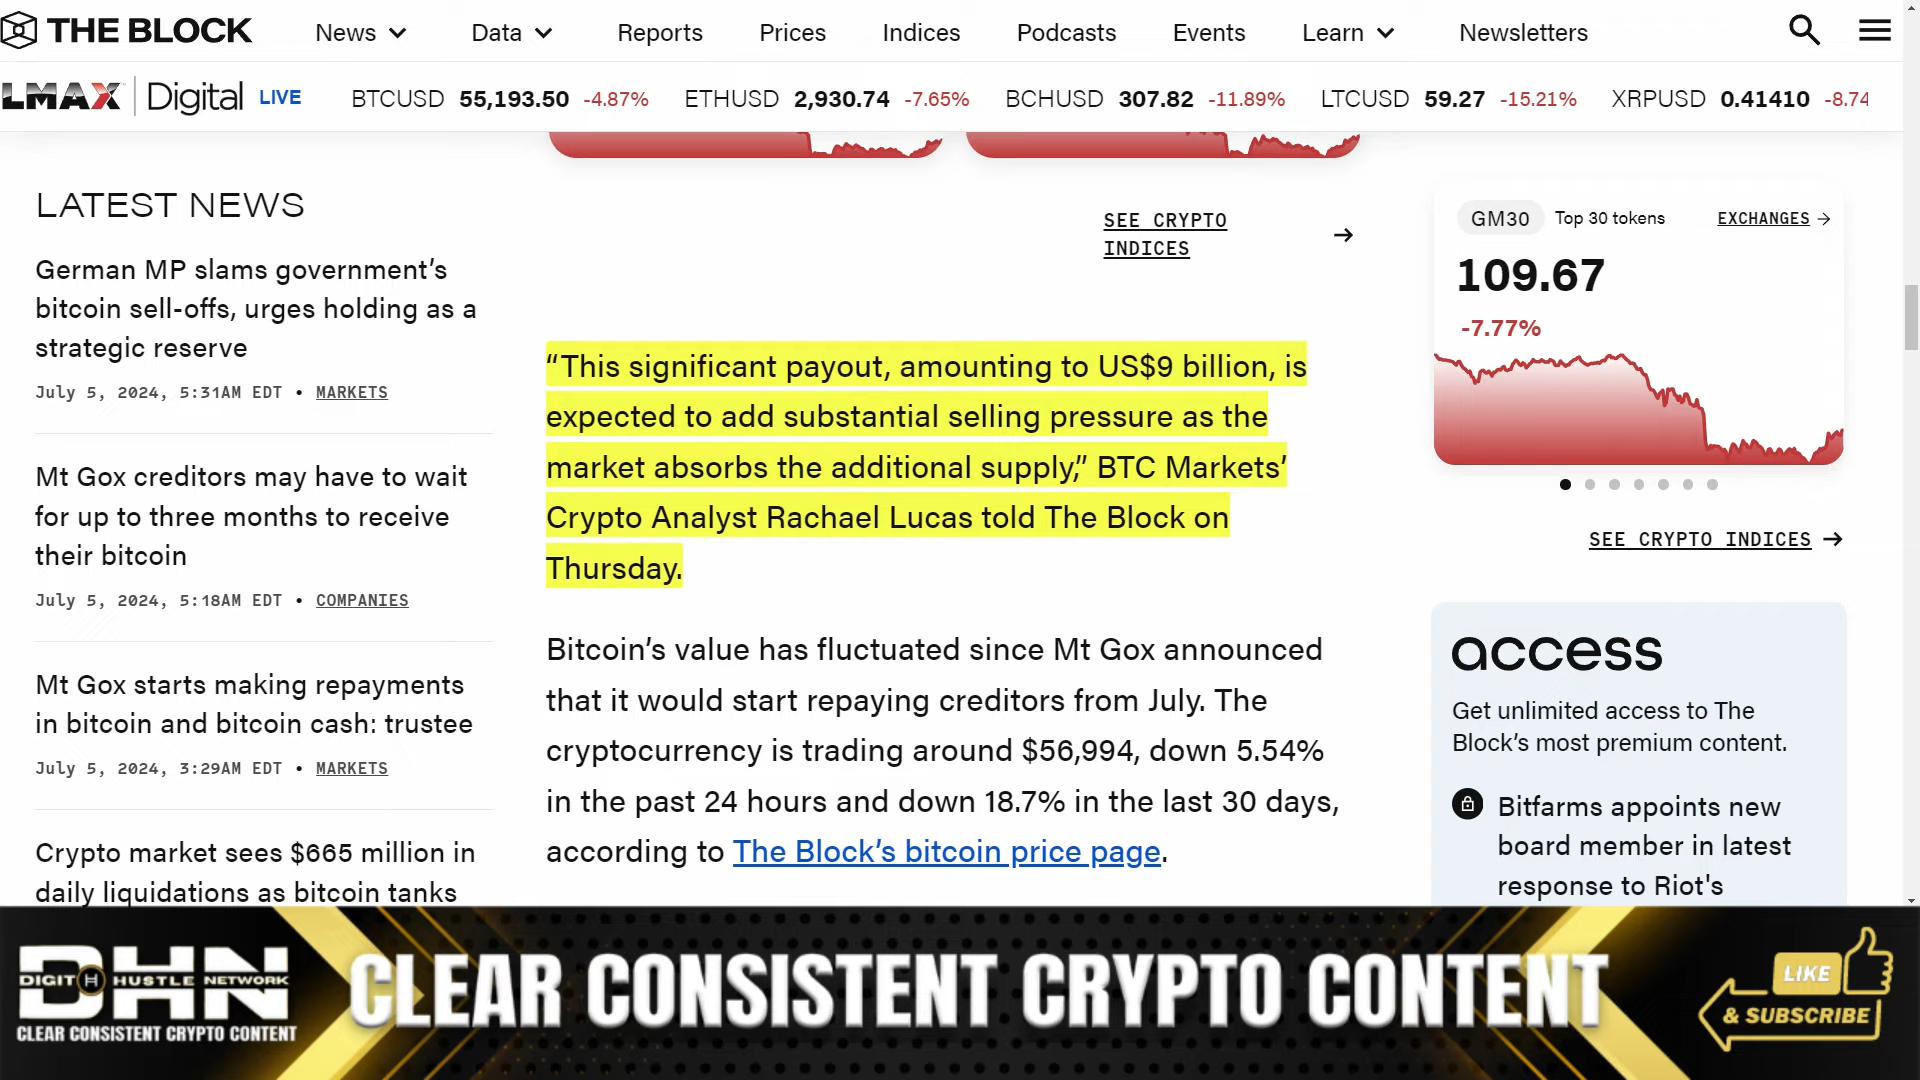 THE BLOCK
News
Data
Reports
Prices
Indices
Podcasts
Events
Learn
Newsletters
LMAX Digital LIVE
BTCUSD 55,193.50 -4.87%
ETHUSD 2,930.74 -7.65%
BCHUSD 307.82 -11.89%
LTCUSD 59.27 -15.21%
XRPUSD 0.41410 -8.74
LATEST NEWS
German MP slams government’s
bitcoin sell-offs, urges holding as a
strategic reserve
July 5, 2024, 5:31AM EDT • MARKETS
Mt Gox creditors may have to wait
for up to three months to receive
their bitcoin
July 5, 2024, 5:18AM EDT • COMPANIES
Mt Gox starts making repayments
in bitcoin and bitcoin cash: trustee
July 5, 2024, 3:29AM EDT • MARKETS
Crypto market sees $665 million in
daily liquidations as bitcoin tanks
SEE CRYPTO
INDICES
“This significant payout, amounting to US$9 billion, is
expected to add substantial selling pressure as the
market absorbs the additional supply,” BTC Markets’
Crypto Analyst Rachael Lucas told The Block on
Thursday.
Bitcoin’s value has fluctuated since Mt Gox announced
that it would start repaying creditors from July. The
cryptocurrency is trading around $56,994, down 5.54%
in the past 24 hours and down 18.7% in the last 30 days,
according to The Block’s bitcoin price page.
GM30 Top 30 tokens EXCHANGES
109.67
-7.77%
SEE CRYPTO INDICES
access
Get unlimited access to The
Block’s most premium content.
Bitfarms appoints new
board member in latest
response to Riot's
DHN
DIGIT H HUSTLE NETWORK
CLEAR CONSISTENT CRYPTO CONTENT
CLEAR CONSISTENT CRYPTO CONTENT
LIKE
& SUBSCRIBE